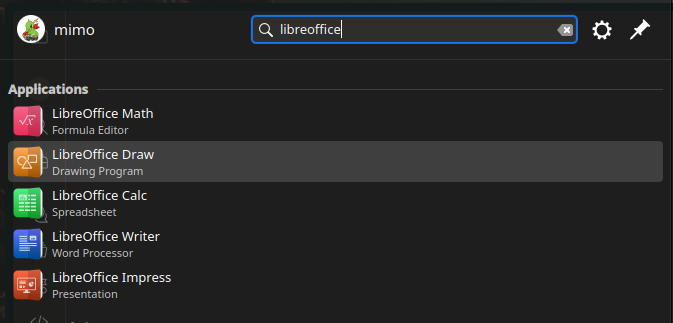 mimo
libreoffice
Applications
LibreOffice Math
Formula Editor
LibreOffice Draw
Drawing Program
LibreOffice Calc
Spreadsheet
LibreOffice Writer
Word Processor
LibreOffice Impress
Presentation